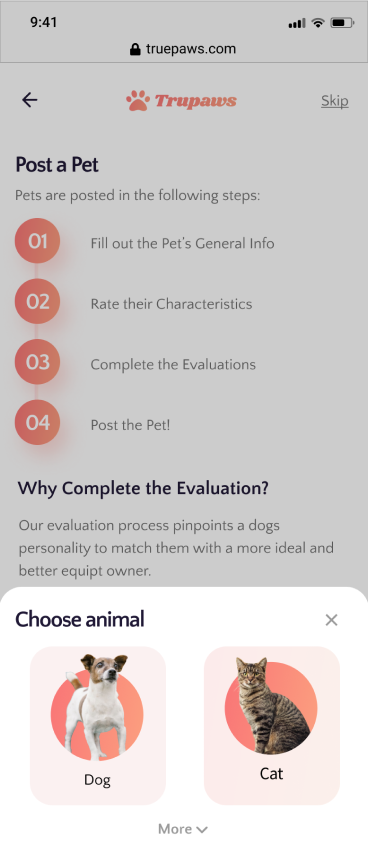 9:41
truepaws.com
Trupaws
Skip
Post a Pet
Pets are posted in the following steps:
01
Fill out the Pet's General Info
02
Rate their Characteristics
03
Complete the Evaluations
04
Post the Pet!
Why Complete the Evaluation?
Our evaluation process pinpoints a dogs
personality to match them with a more ideal and
better equipt owner.
Choose animal
Dog
Cat
More